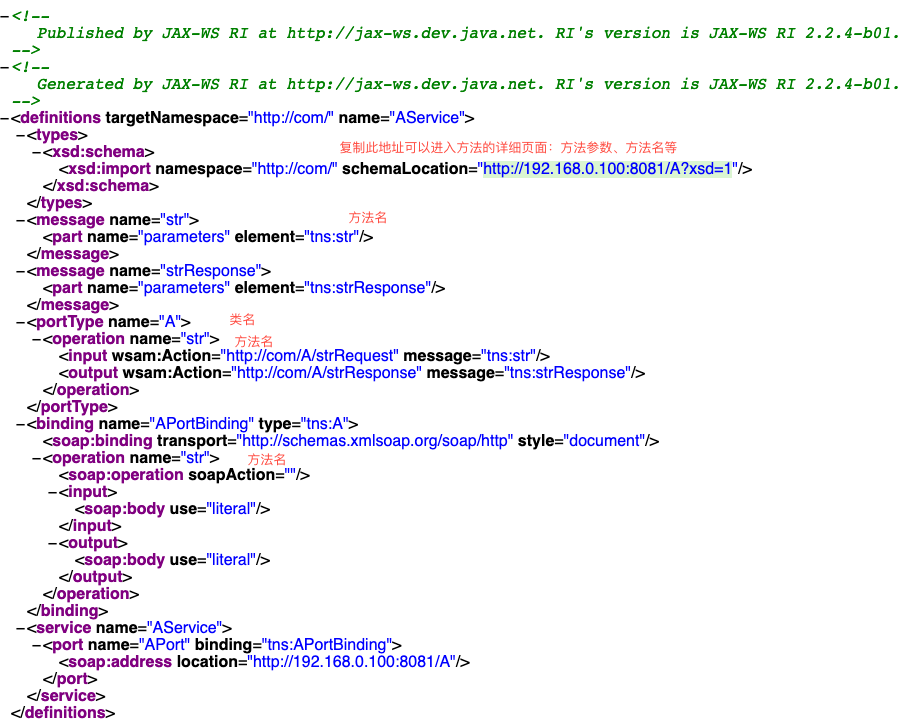 –<!--
Published by JAX-WS RI at http://jax-ws.dev.java.net. RI's version is JAX-WS RI 2.2.4-b01.
-->
–<!--
Generated by JAX-WS RI at http://jax-ws.dev.java.net. RI's version is JAX-WS RI 2.2.4-b01.
-->
–<definitions targetNamespace="http://com/" name="AService">
–<types>
复制此地址可以进入方法的详细页面：方法参数、方法名等
–<xsd:schema>
<xsd:import namespace="http://com/" schemaLocation="http://192.168.0.100:8081/A?xsd=1"/>
</xsd:schema>
</types>
–<message name="str"> 方法名
<part name="parameters" element="tns:str"/>
</message>
–<message name="strResponse">
<part name="parameters" element="tns:strResponse"/>
</message>
–<portType name="A"> 类名
–<operation name="str"> 方法名
<input wsam:Action="http://com/A/strRequest" message="tns:str"/>
<output wsam:Action="http://com/A/strResponse" message="tns:strResponse"/>
</operation>
</portType>
–<binding name="APortBinding" type="tns:A">
<soap:binding transport="http://schemas.xmlsoap.org/soap/http" style="document"/>
–<operation name="str"> 方法名
<soap:operation soapAction=""/>
–<input>
<soap:body use="literal"/>
</input>
–<output>
<soap:body use="literal"/>
</output>
</operation>
</binding>
–<service name="AService">
–<port name="APort" binding="tns:APortBinding">
<soap:address location="http://192.168.0.100:8081/A"/>
</port>
</service>
</definitions>